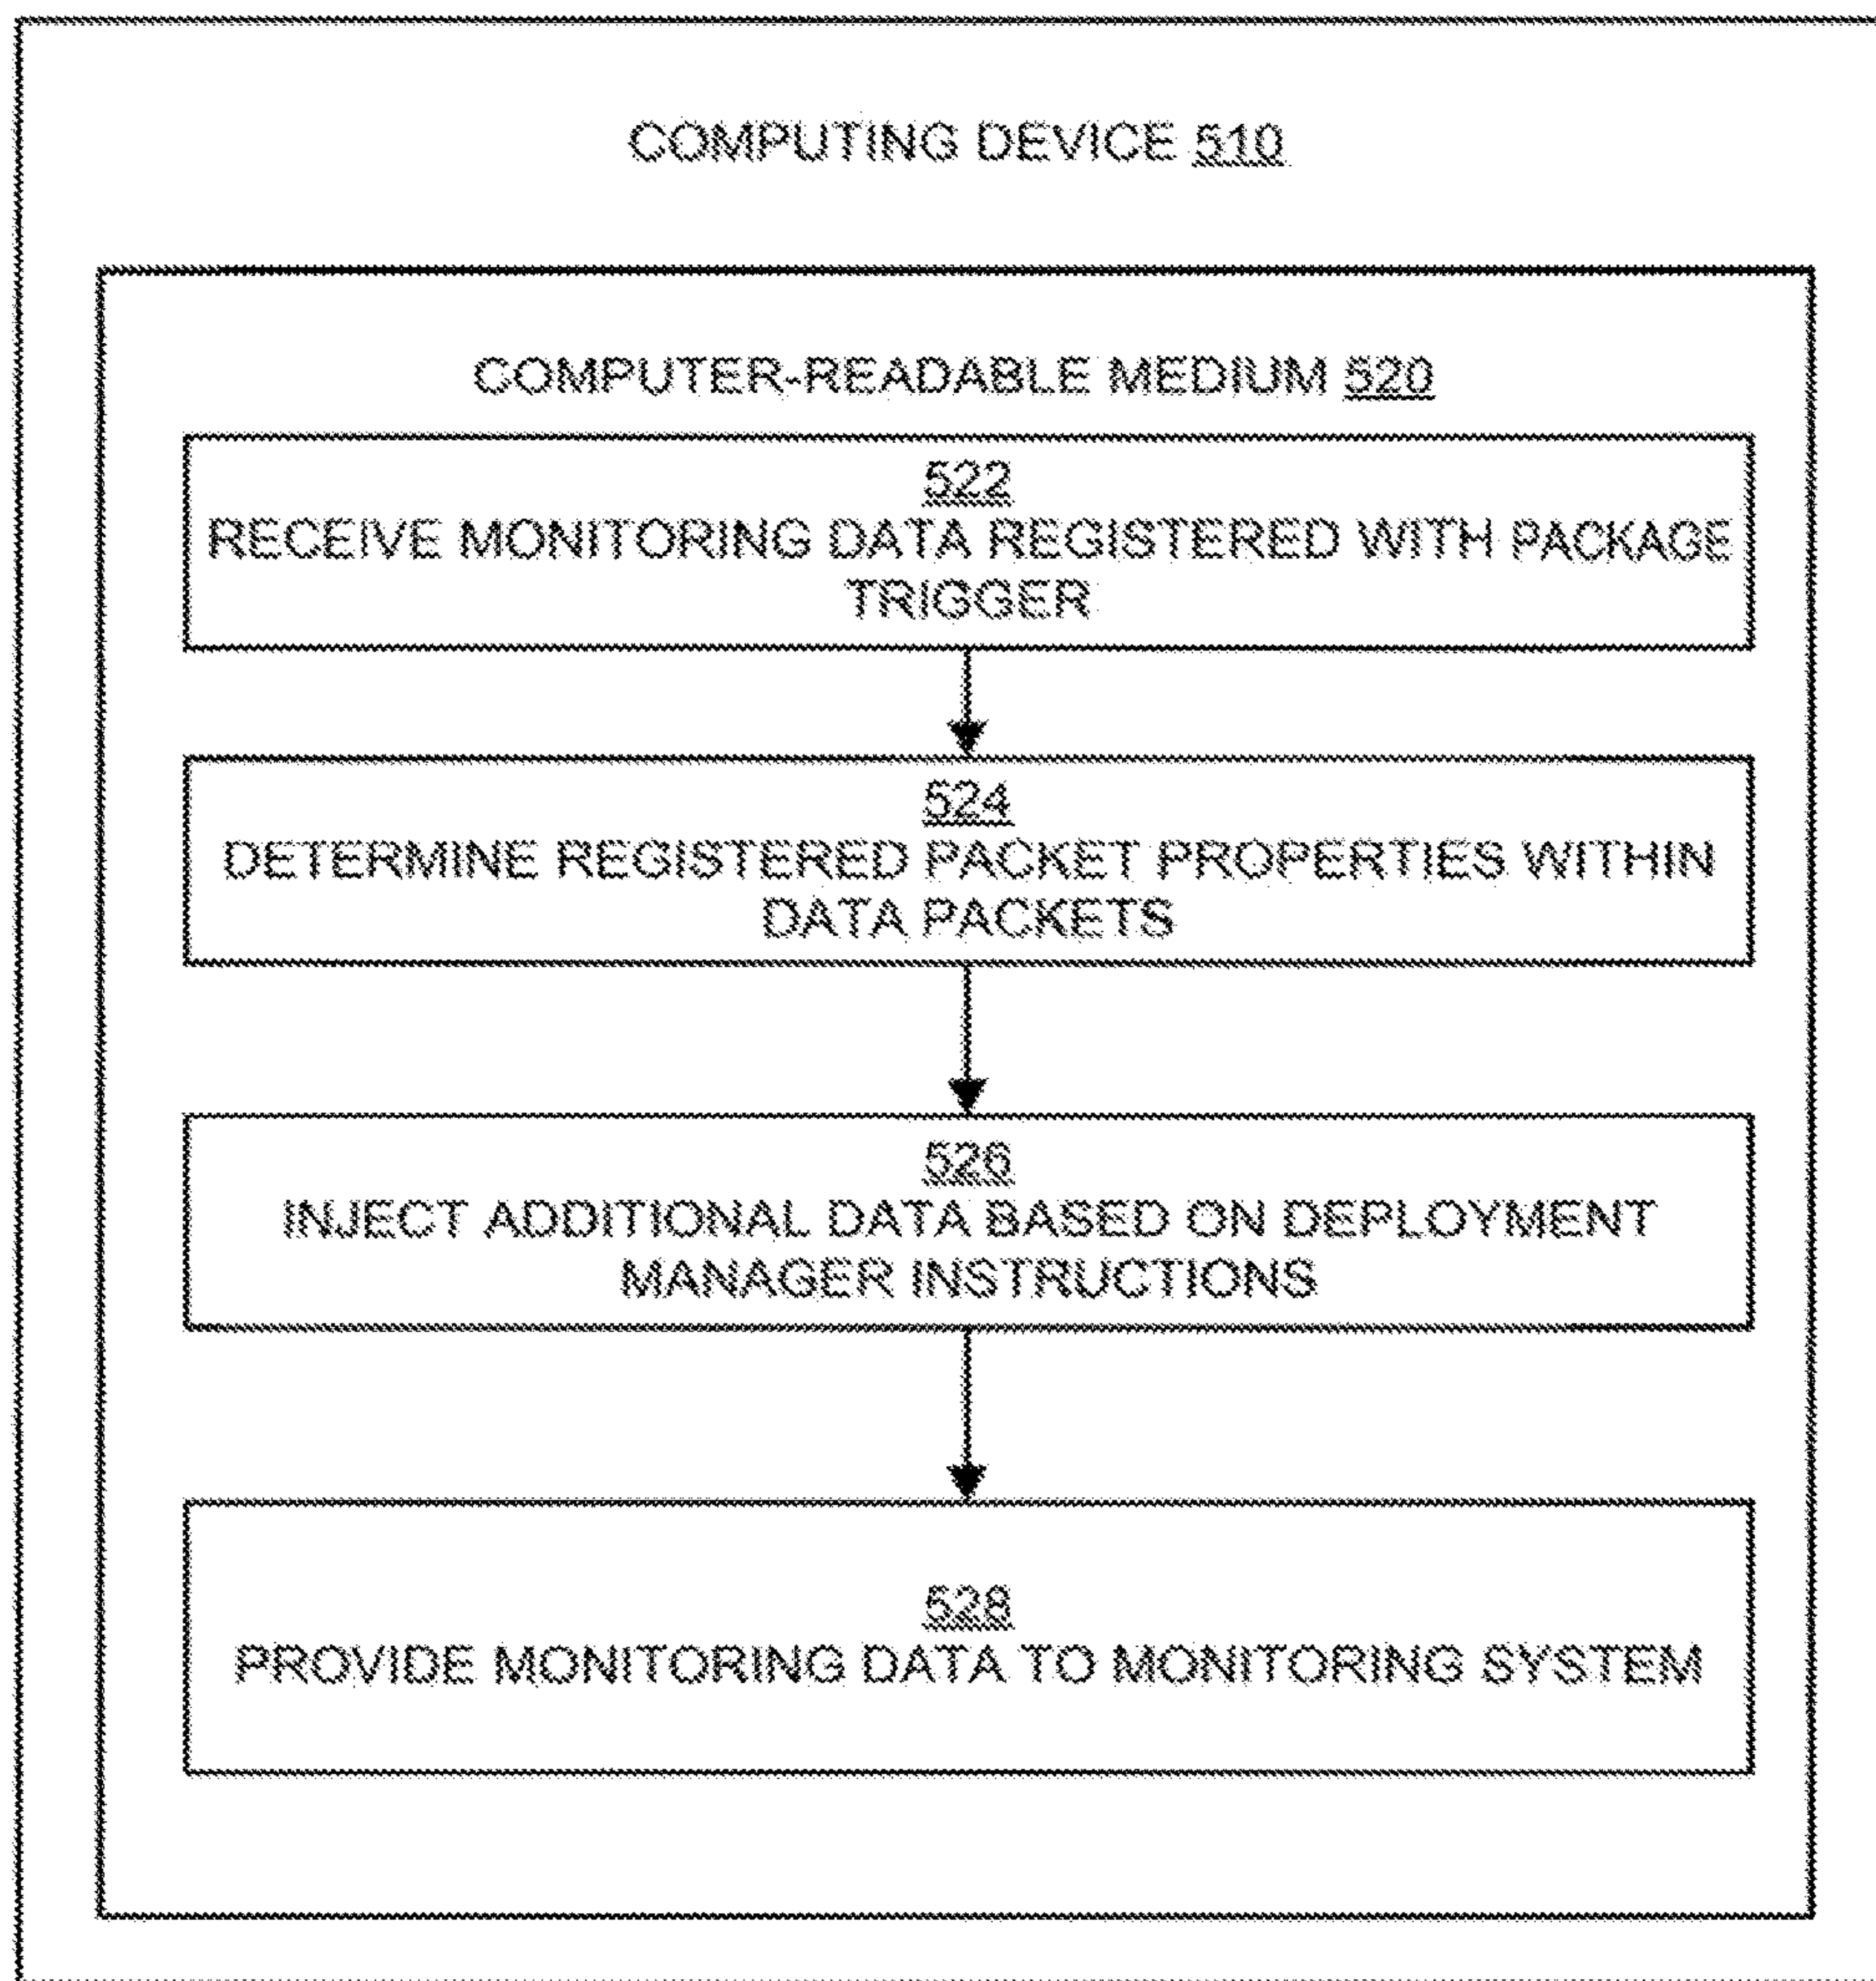 COMPUTING DEVICE 510
COMPUTER-READABLE MEDIUM 520
522
RECEIVE MONITORING DATA REGISTERED WITH PACKAGE
TRIGGER
524
DETERMINE REGISTERED PACKET PROPERTIES WITHIN
DATA PACKETS
526
INJECT ADDITIONAL DATA BASED ON DEPLOYMENT
MANAGER INSTRUCTIONS
528
PROVIDE MONITORING DATA TO MONITORING SYSTEM